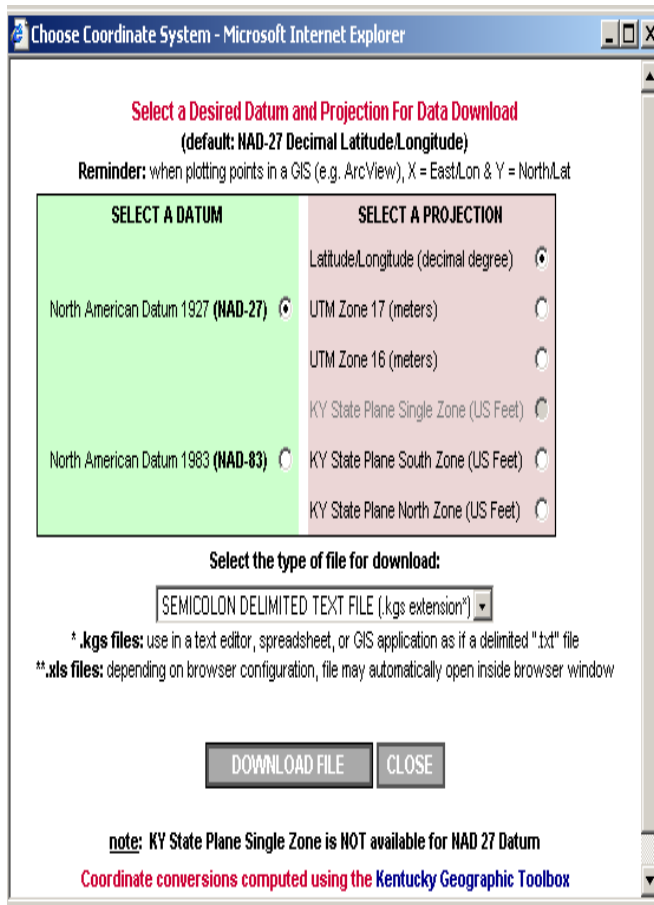 Choose Coordinate System - Microsoft Internet Explorer
Select a Desired Datum and Projection For Data Download
(default: NAD-27 Decimal Latitude/Longitude)
Reminder: when plotting points in a GIS (e.g. ArcView), X = East/Lon & Y = North/Lat
SELECT A DATUM
North American Datum 1927 (NAD-27)
North American Datum 1983 (NAD-83)
SELECT A PROJECTION
Latitude/Longitude (decimal degree)
UTM Zone 17 (meters)
UTM Zone 16 (meters)
KY State Plane Single Zone (US Feet)
KY State Plane South Zone (US Feet)
KY State Plane North Zone (US Feet)
Select the type of file for download:
SEMICOLON DELIMITED TEXT FILE (.kgs extension*)
* .kgs files: use in a text editor, spreadsheet, or GIS application as if a delimited ".txt" file
**.xls files: depending on browser configuration, file may automatically open inside browser window
DOWNLOAD FILE
CLOSE
note: KY State Plane Single Zone is NOT available for NAD 27 Datum
Coordinate conversions computed using the Kentucky Geographic Toolbox